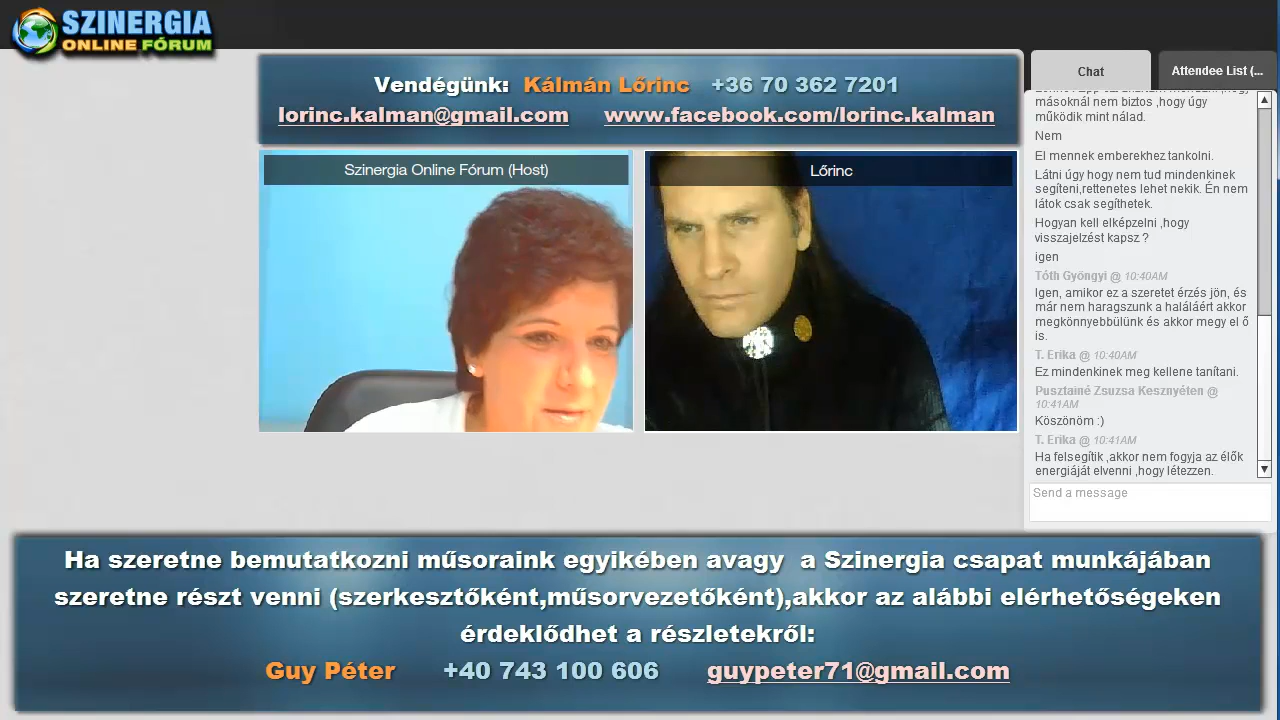 SZINERGIA
ONLINE FÓRUM
Vendégünk: Kálmán Lőrinc +36 70 362 7201
lorinc.kalman@gmail.com www.facebook.com/lorinc.kalman
Szinergia Online Fórum (Host)
Lőrinc
Chat
Attendee List (...
másoknál nem biztos ,hogy úgy
működik mint nálad.
Nem
El mennek emberekhez tankolni.
Látni úgy hogy nem tud mindenkinek
segíteni,rettenetes lehet nekik. Én nem
látok csak segíthetek.
Hogyan kell elképzelni ,hogy
visszajelzést kapsz ?
igen
Tóth Gyöngyi @ 10:40AM
Igen, amikor ez a szeretet érzés jön, és
már nem haragszunk a haláláért akkor
megkönnyebbülünk és akkor megy el ő
is.
T. Erika @ 10:40AM
Ez mindenkinek meg kellene tanítani.
Pusztainé Zsuzsa Kesznyéten @
10:41AM
Köszönöm :)
T. Erika @ 10:41AM
Ha felsegítik ,akkor nem fogyja az élők
energiáját elvenni ,hogy létezzen.
Send a message
Ha szeretne bemutatkozni műsoraink egyikében avagy a Szinergia csapat munkájában
szeretne részt venni (szerkesztőként,műsorvezetőként),akkor az alábbi elérhetőségeken
érdeklődhet a részletekről:
Guy Péter +40 743 100 606 guypeter71@gmail.com